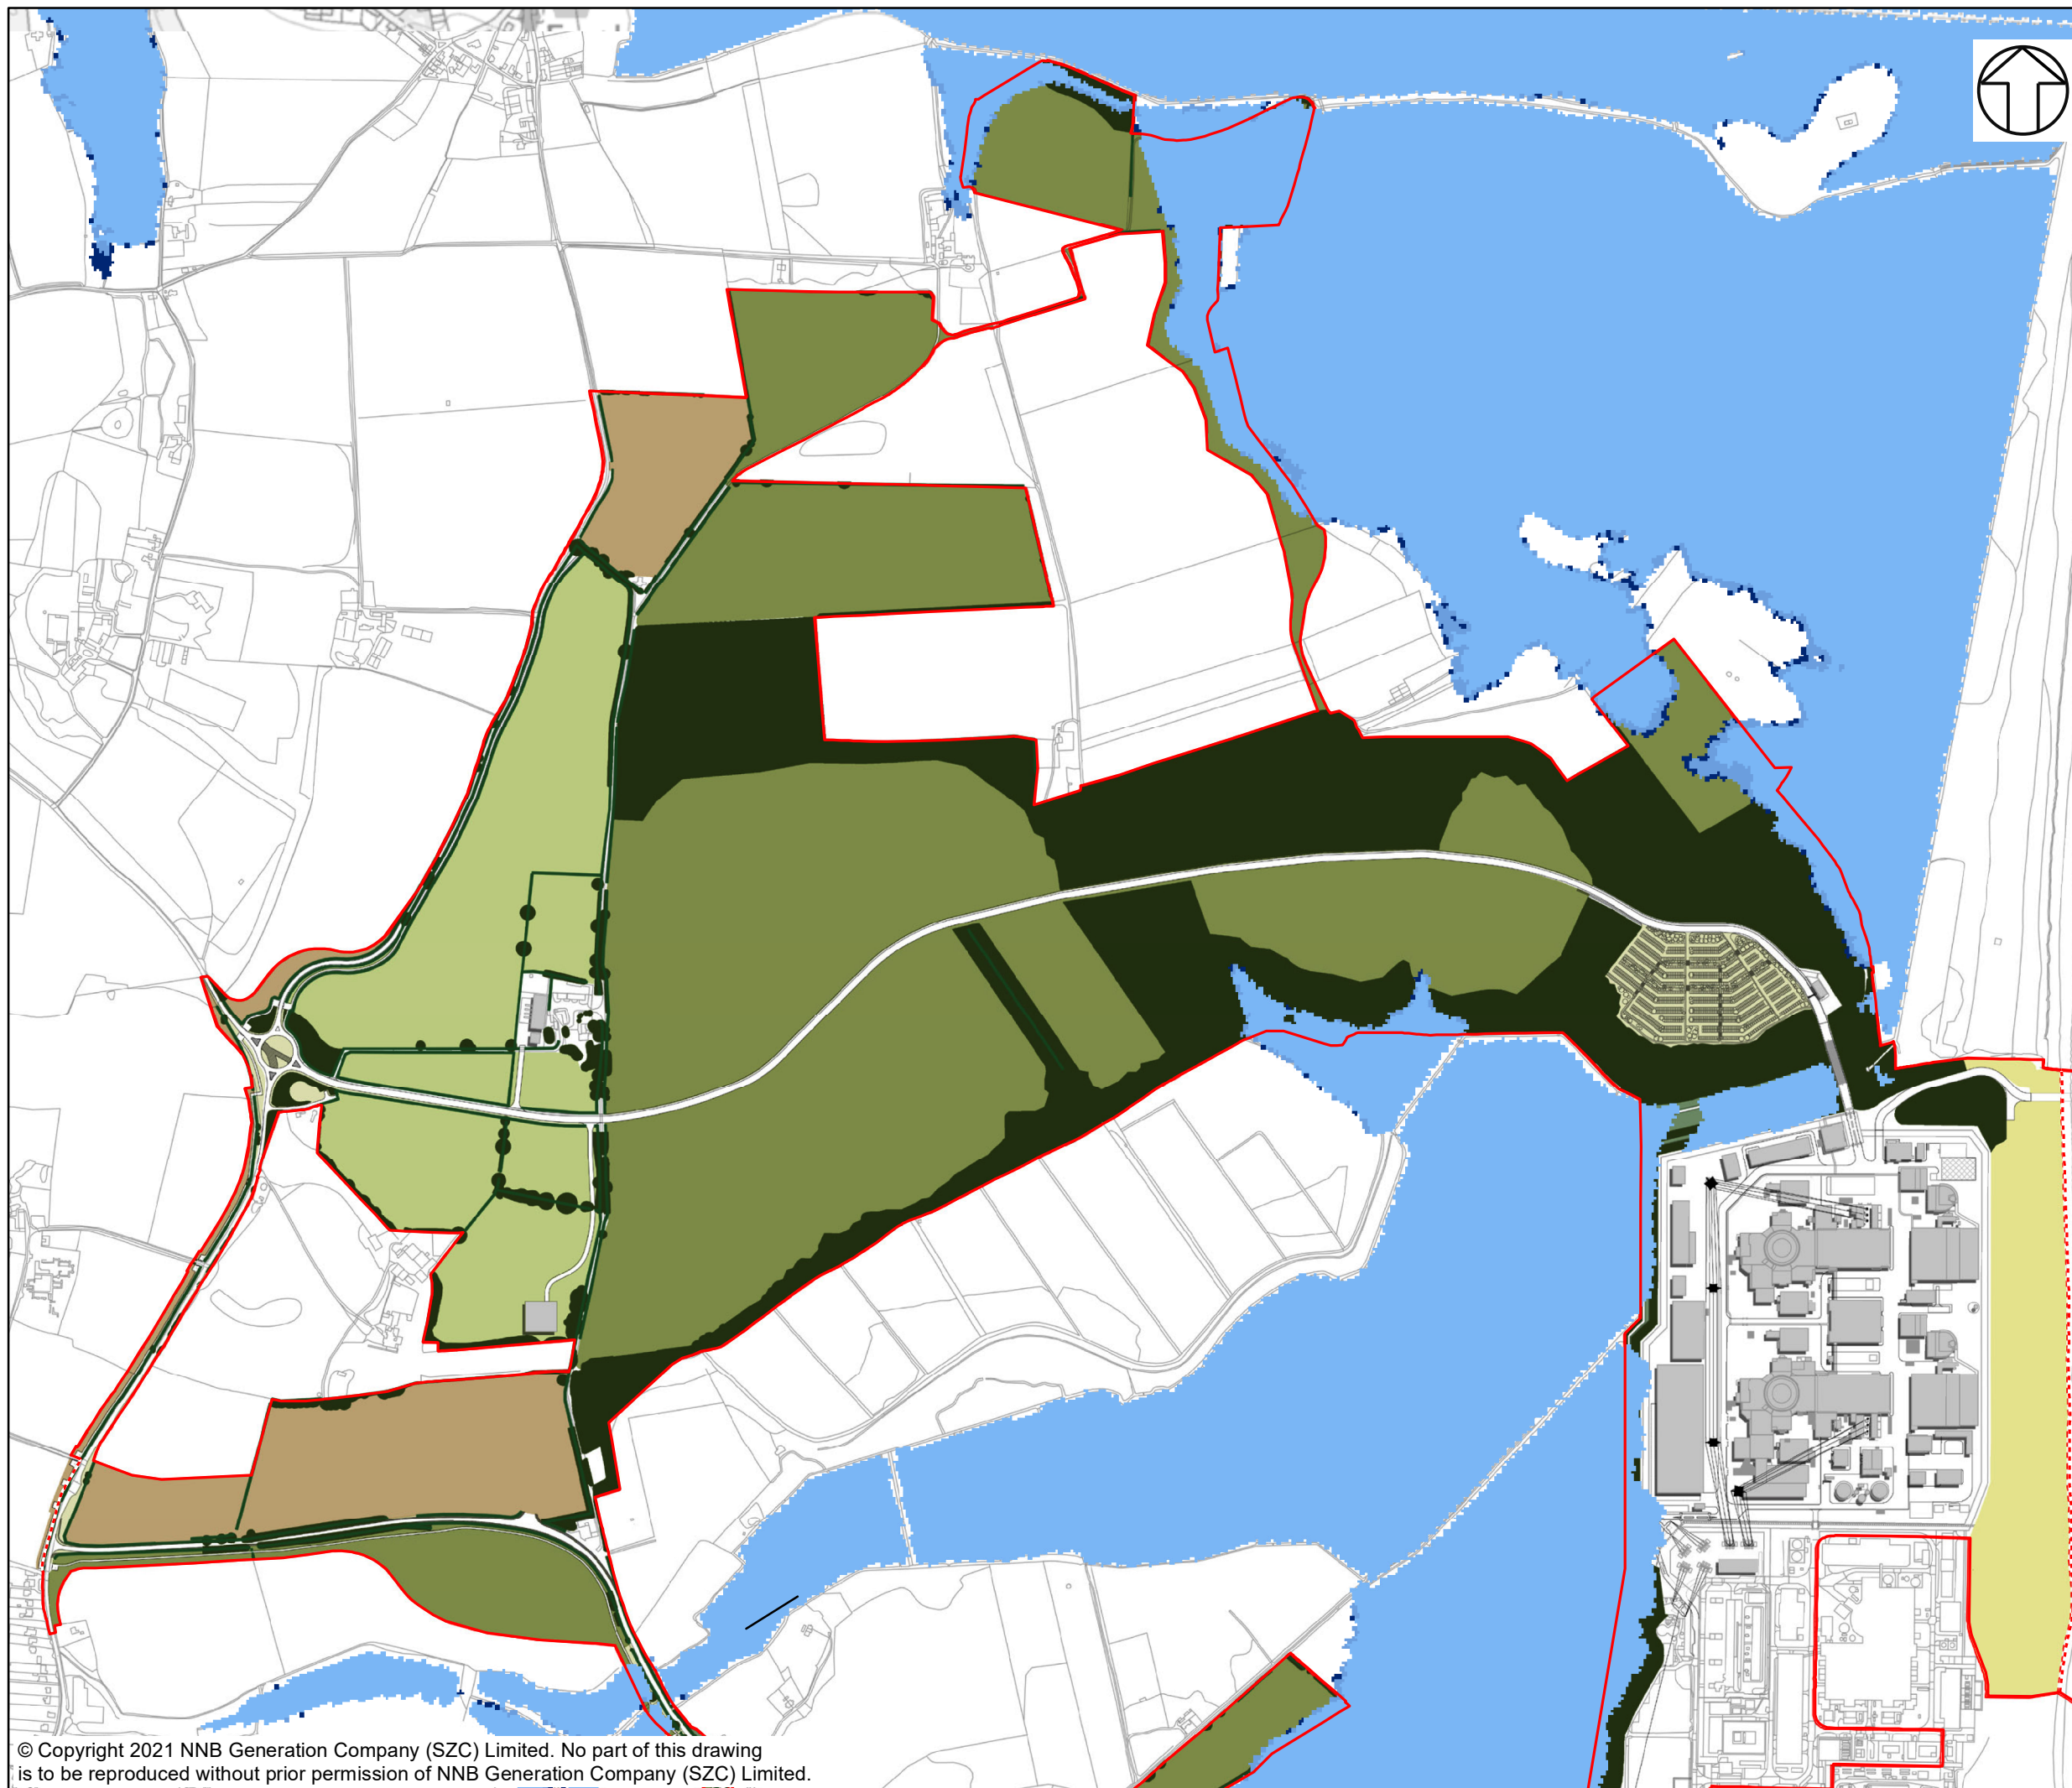 © Copyright 2021 NNB Generation Company (SZC) Limited. No part of this drawing
is to be reproduced without prior permission of NNB Generation Company (SZC) Limited.